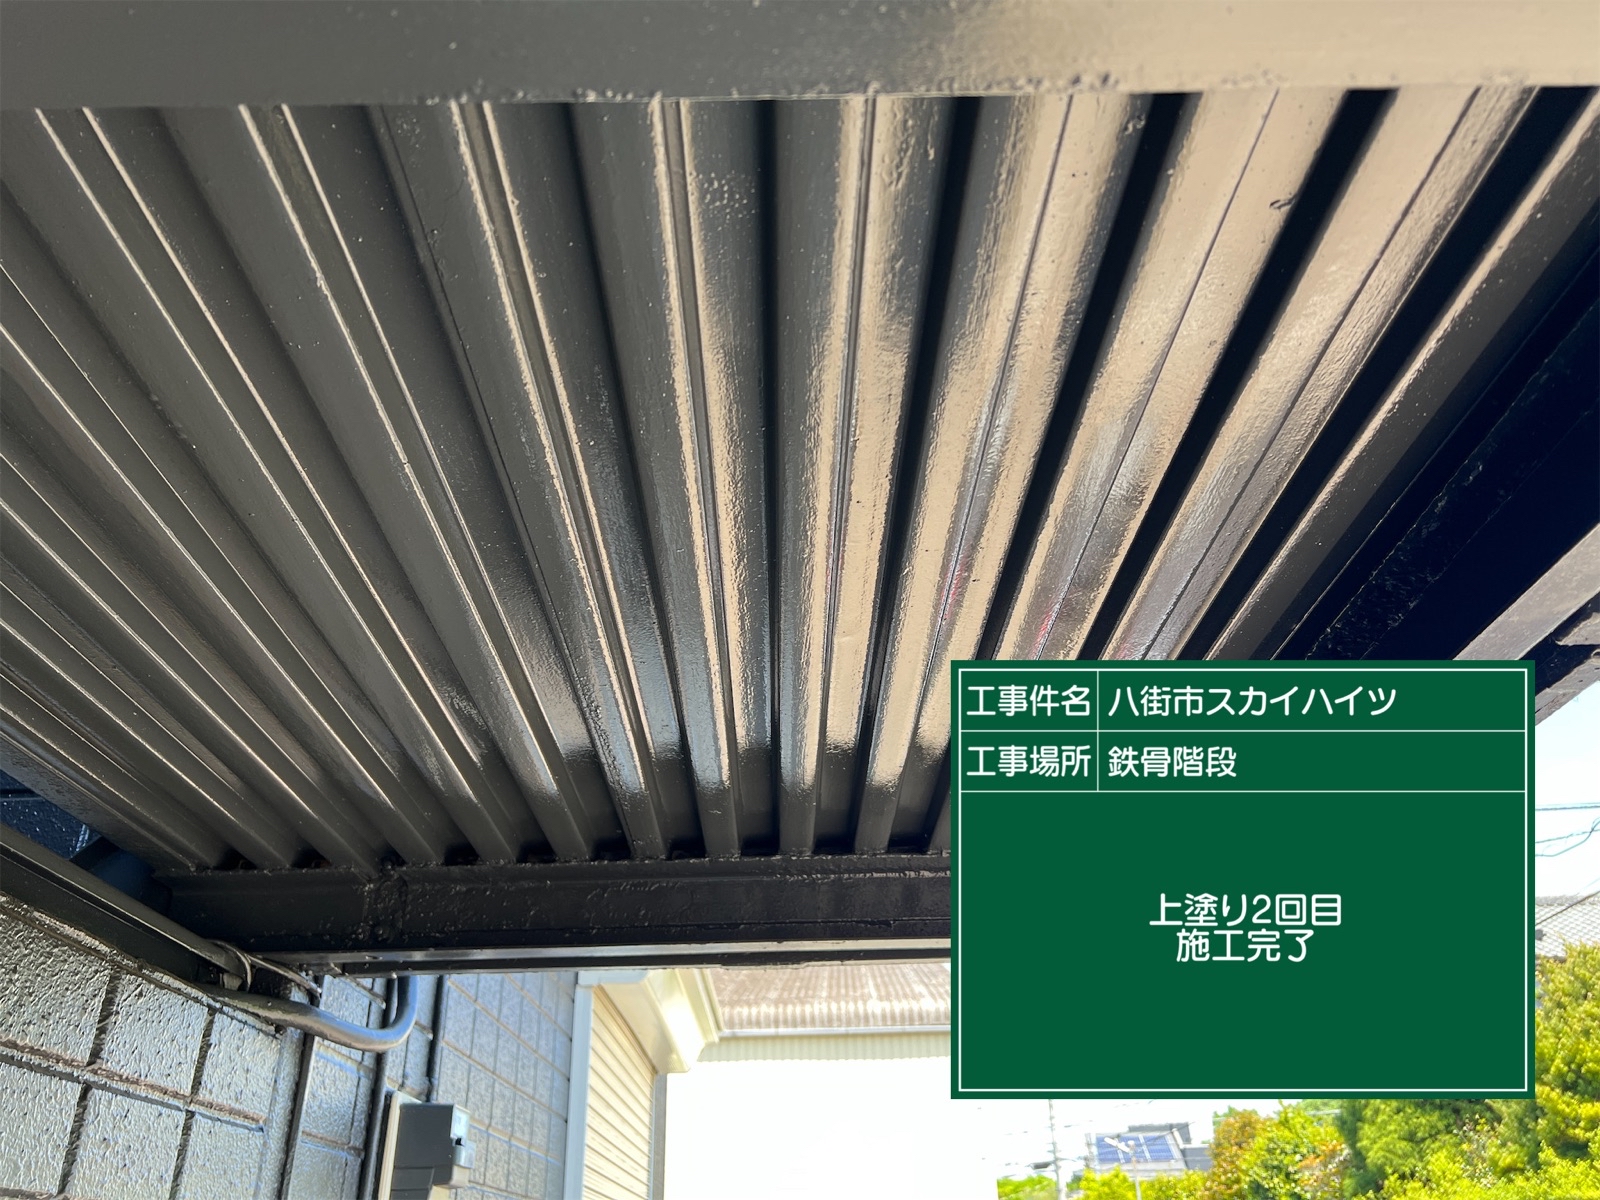 工事件名 八街市スカイハイツ
工事場所 鉄骨階段
上塗り2回目
施工完了